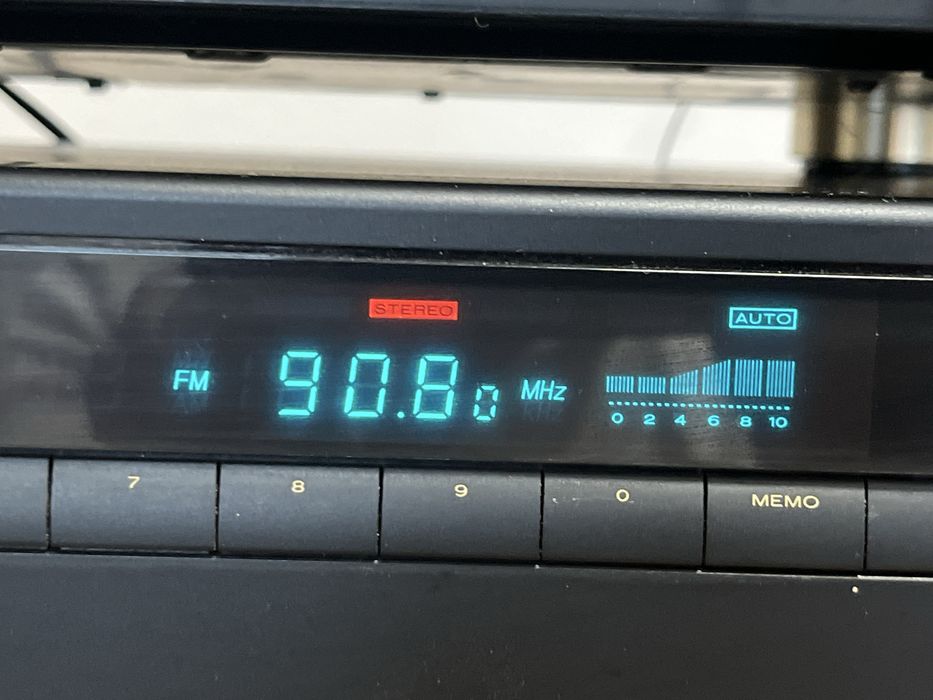 STEREO
AUTO
FM 90.80 MHz
0 2 4 6 8 10
7 8 9 0 MEMO